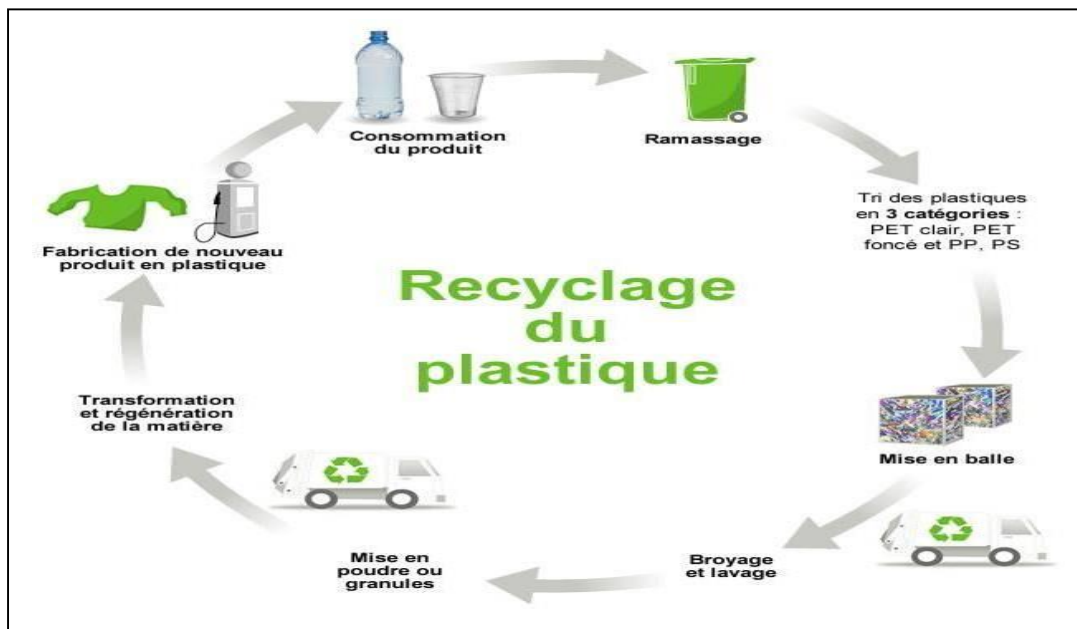 Consommation
du produit
Ramassage
Tri des plastiques
en 3 catégories :
PET clair, PET
foncé et PP, PS
Mise en balle
Broyage
et lavage
Mise en
poudre ou
granules
Transformation
et régénération
de la matière
Fabrication de nouveau
produit en plastique
Recyclage
du
plastique